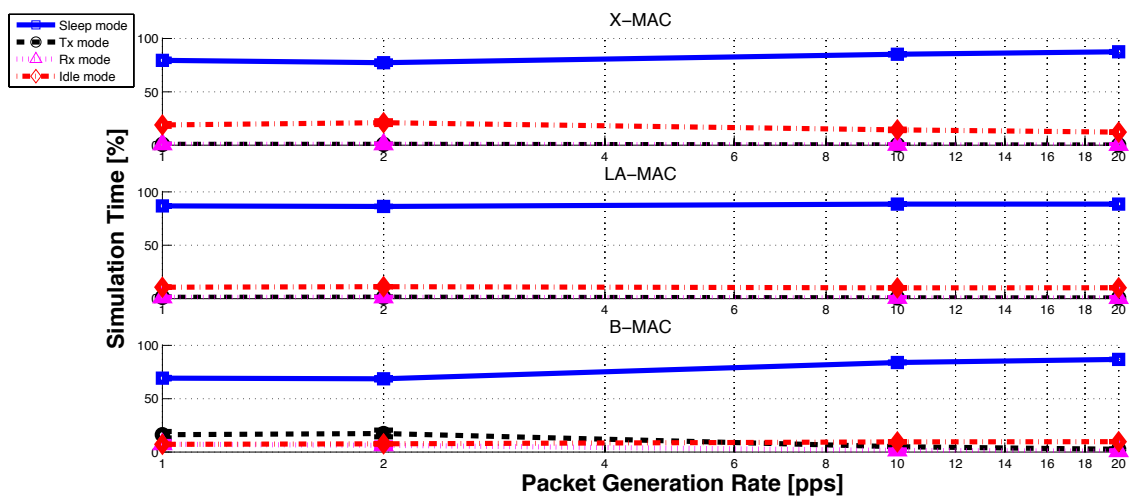 Sleep mode
Tx mode
Rx mode
Idle mode
X−MAC
100
50
0
1 2 4 6 8 10 12 14 16 18 20
LA−MAC
100
50
0
1 2 4 6 8 10 12 14 16 18 20
B−MAC
100
50
0
1 2 4 6 8 10 12 14 16 18 20
Simulation Time [%]
Packet Generation Rate [pps]